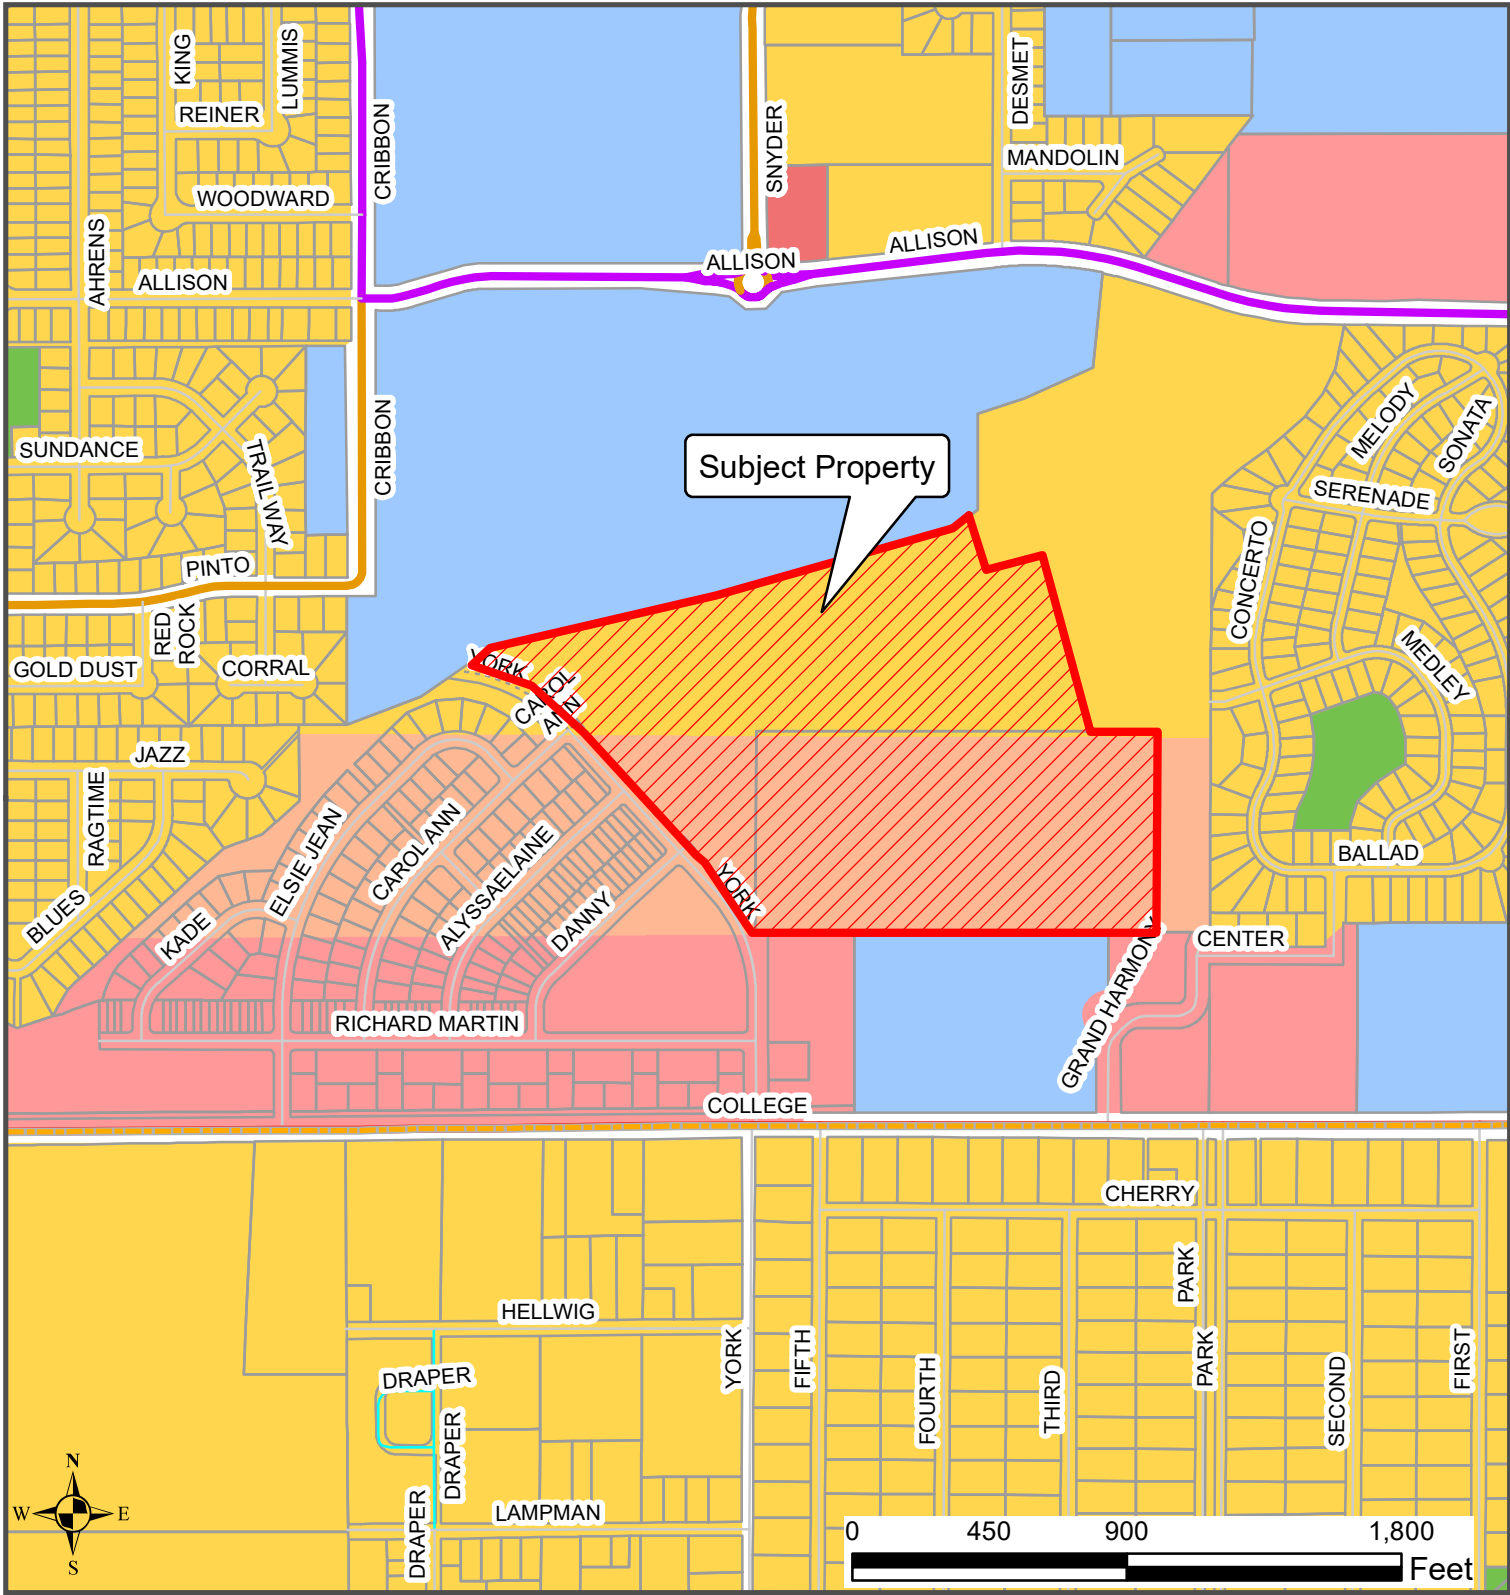 KING
LUMMIS
REINER
CRIBBON
SNYDER
DESMET
MANDOLIN
WOODWARD
AHRENS
ALLISON
ALLISON
ALLISON
SUNDANCE
TRAIL WAY
CRIBBON
MELODY
SONATA
Subject Property
SERENADE
CONCERTO
PINTO
RED
ROCK
GOLD DUST
CORRAL
YORK
CAROL
ANN
MEDLEY
JAZZ
RAGTIME
ELSIE JEAN
CAROL ANN
ALYSSA ELAINE
DANNY
YORK
BALLAD
BLUES
KADE
CENTER
GRAND HARMONY
RICHARD MARTIN
COLLEGE
CHERRY
PARK
HELLWIG
YORK
FIFTH
FOURTH
THIRD
PARK
SECOND
FIRST
DRAPER
DRAPER
DRAPER
LAMPMAN
N
W
E
S
0 450 900 1,800
Feet